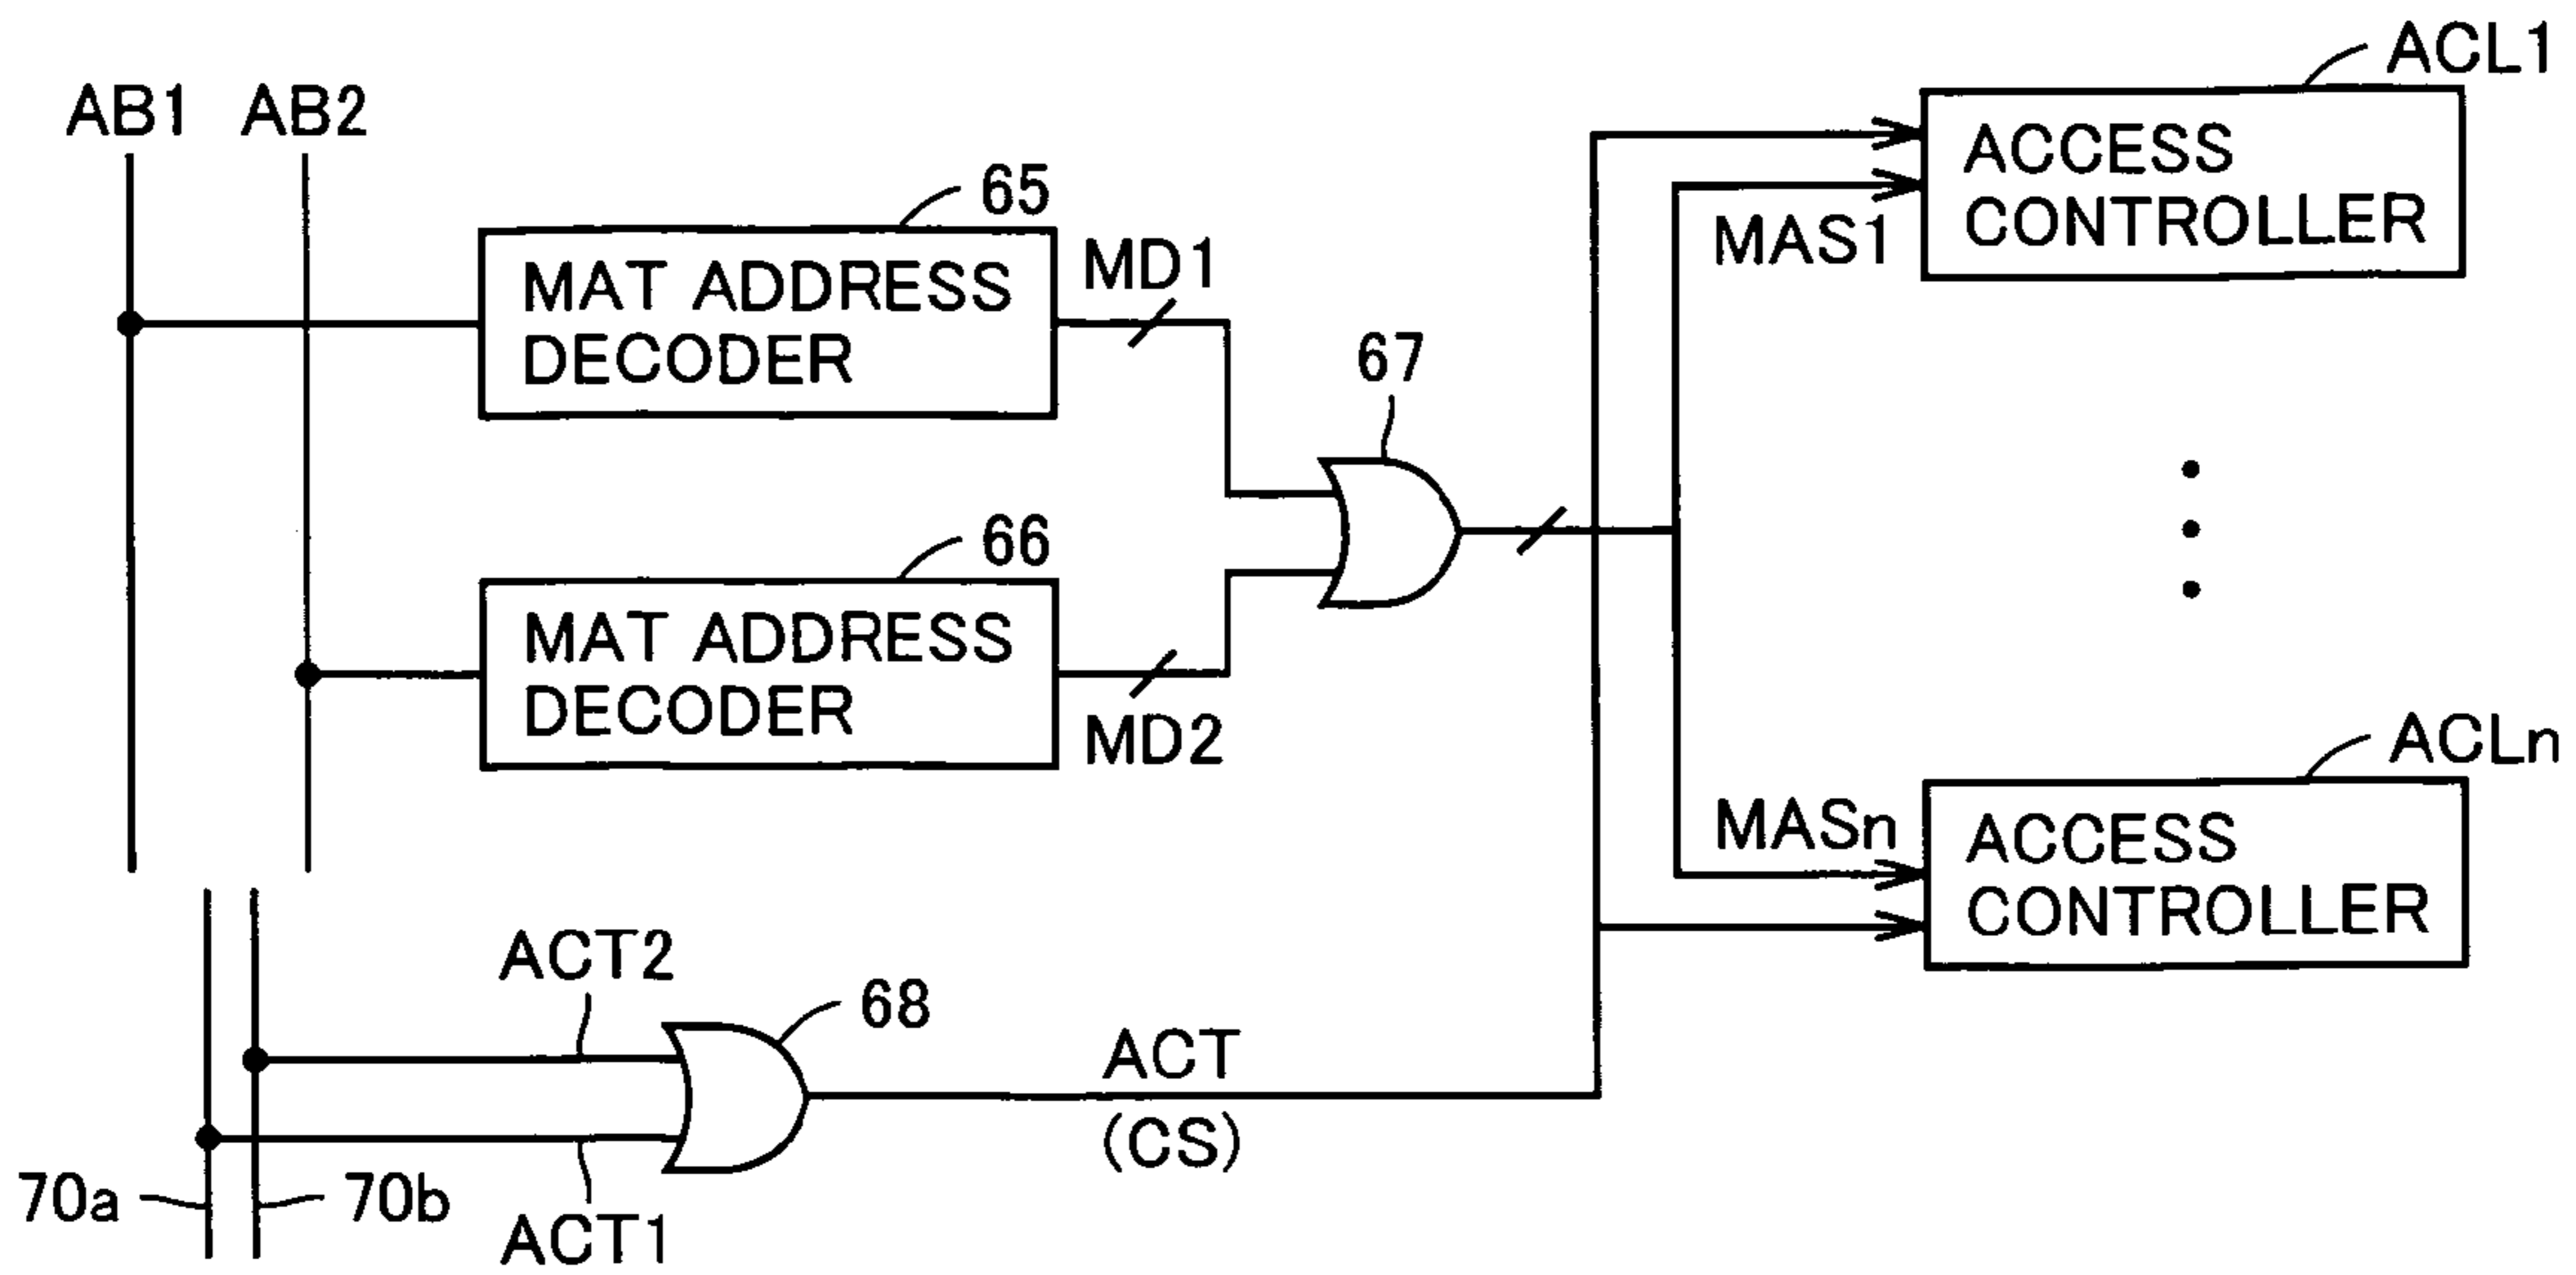 ACL1
AB1 AB2
ACCESS
CONTROLLER
65
MAT ADDRESS
DECODER
MD1
MAS1
67
66
MAT ADDRESS
DECODER
MD2
ACLn
MASn
ACCESS
CONTROLLER
ACT2
68
ACT
(CS)
70a
70b
ACT1